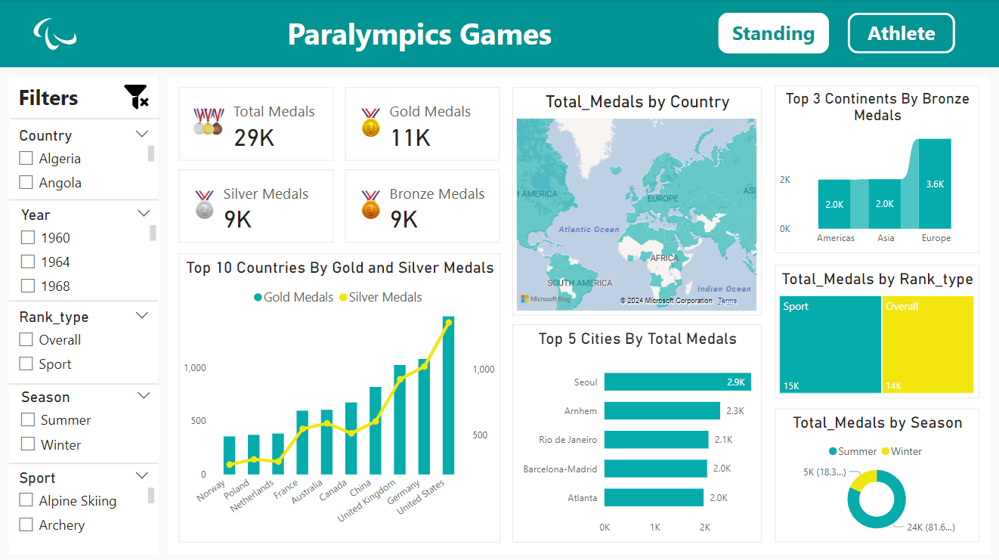 Paralympics Games
Standing
Athlete
Filters
Country
Algeria
Angola
Year
1960
1964
1968
Rank_type
Overall
Sport
Season
Summer
Winter
Sport
Alpine Skiing
Archery
Total Medals
29K
Gold Medals
11K
Silver Medals
9K
Bronze Medals
9K
Top 10 Countries By Gold and Silver Medals
Gold Medals Silver Medals
1,000
500
0
1,000
500
Norway
Poland
Netherlands
France
Australia
Canada
China
United Kingdom
Germany
United States
Total_Medals by Country
H AMERICA
EUROPE
ASI
Atlantic Ocean
AFRICA
SOUTH AMERICA
Indian Ocean
Microsoft Bing
© 2024 Microsoft Corporation Terms
Top 5 Cities By Total Medals
Seoul 2.9K
Arnhem 2.3K
Rio de Janeiro 2.1K
Barcelona-Madrid 2.0K
Atlanta 2.0K
0K 1K 2K
Top 3 Continents By Bronze
Medals
2K
0K
2.0K
2.0K
3.6K
Americas Asia Europe
Total_Medals by Rank_type
Sport
15K
Overall
14K
Total_Medals by Season
Summer Winter
5K (18.3...)
24K (81.6...)